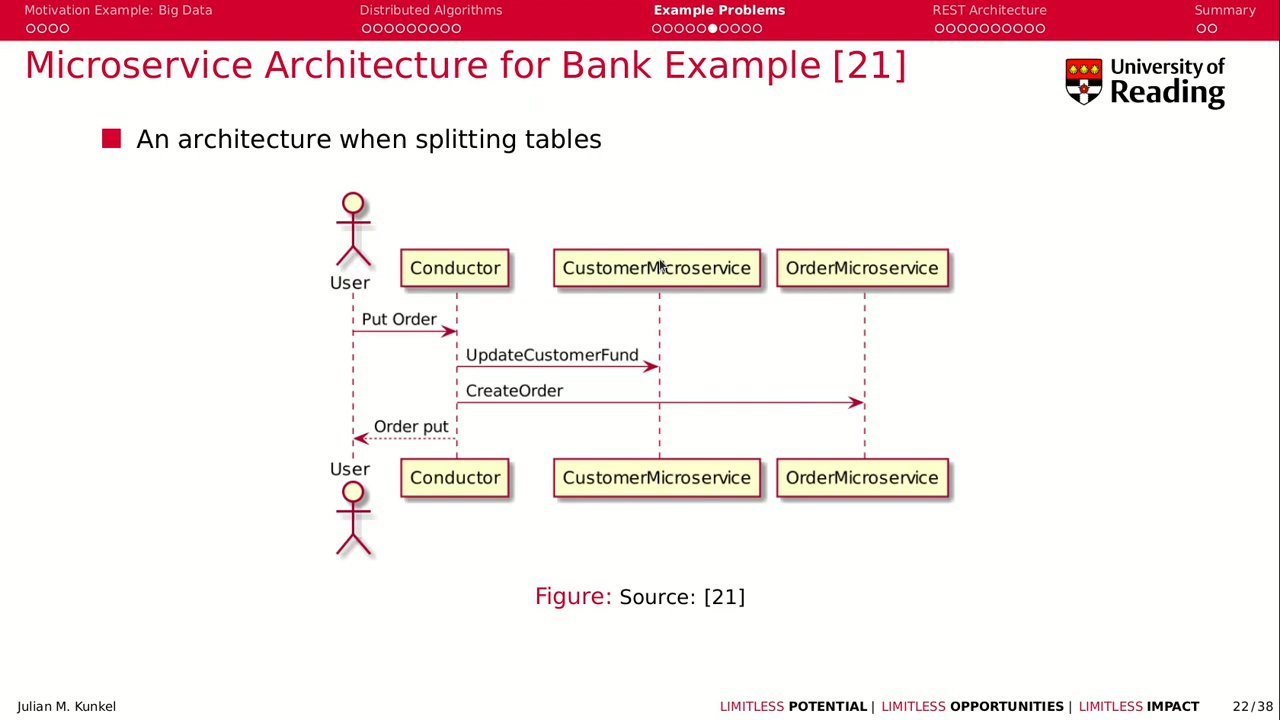 Motivation Example: Big Data
Distributed Algorithms
Example Problems
REST Architecture
Summary
Microservice Architecture for Bank Example [21]
University of
Reading
An architecture when splitting tables
User
Conductor
CustomerMicroservice
OrderMicroservice
Put Order
UpdateCustomerFund
CreateOrder
Order put
User
Conductor
CustomerMicroservice
OrderMicroservice
Figure: Source: [21]
Julian M. Kunkel
LIMITLESS POTENTIAL | LIMITLESS OPPORTUNITIES | LIMITLESS IMPACT
22/38